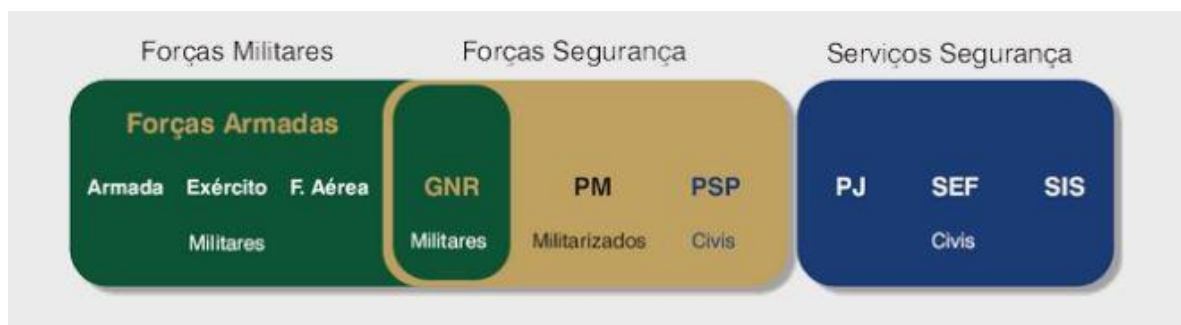 Forças Militares Forças Segurança Serviços Segurança
Forças Armadas
Armada Exército F. Aérea GNR PM PSP PJ SEF SIS
Militares Militares Militarizados Civis Civis